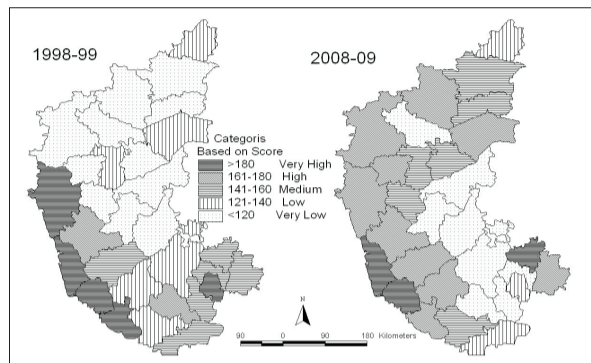 1998-99
2008-09
Categoris
Based on Score
>180 Very High
161-180 High
141-160 Medium
121-140 Low
<120 Very Low
N
90 0 90 180 Kilometers